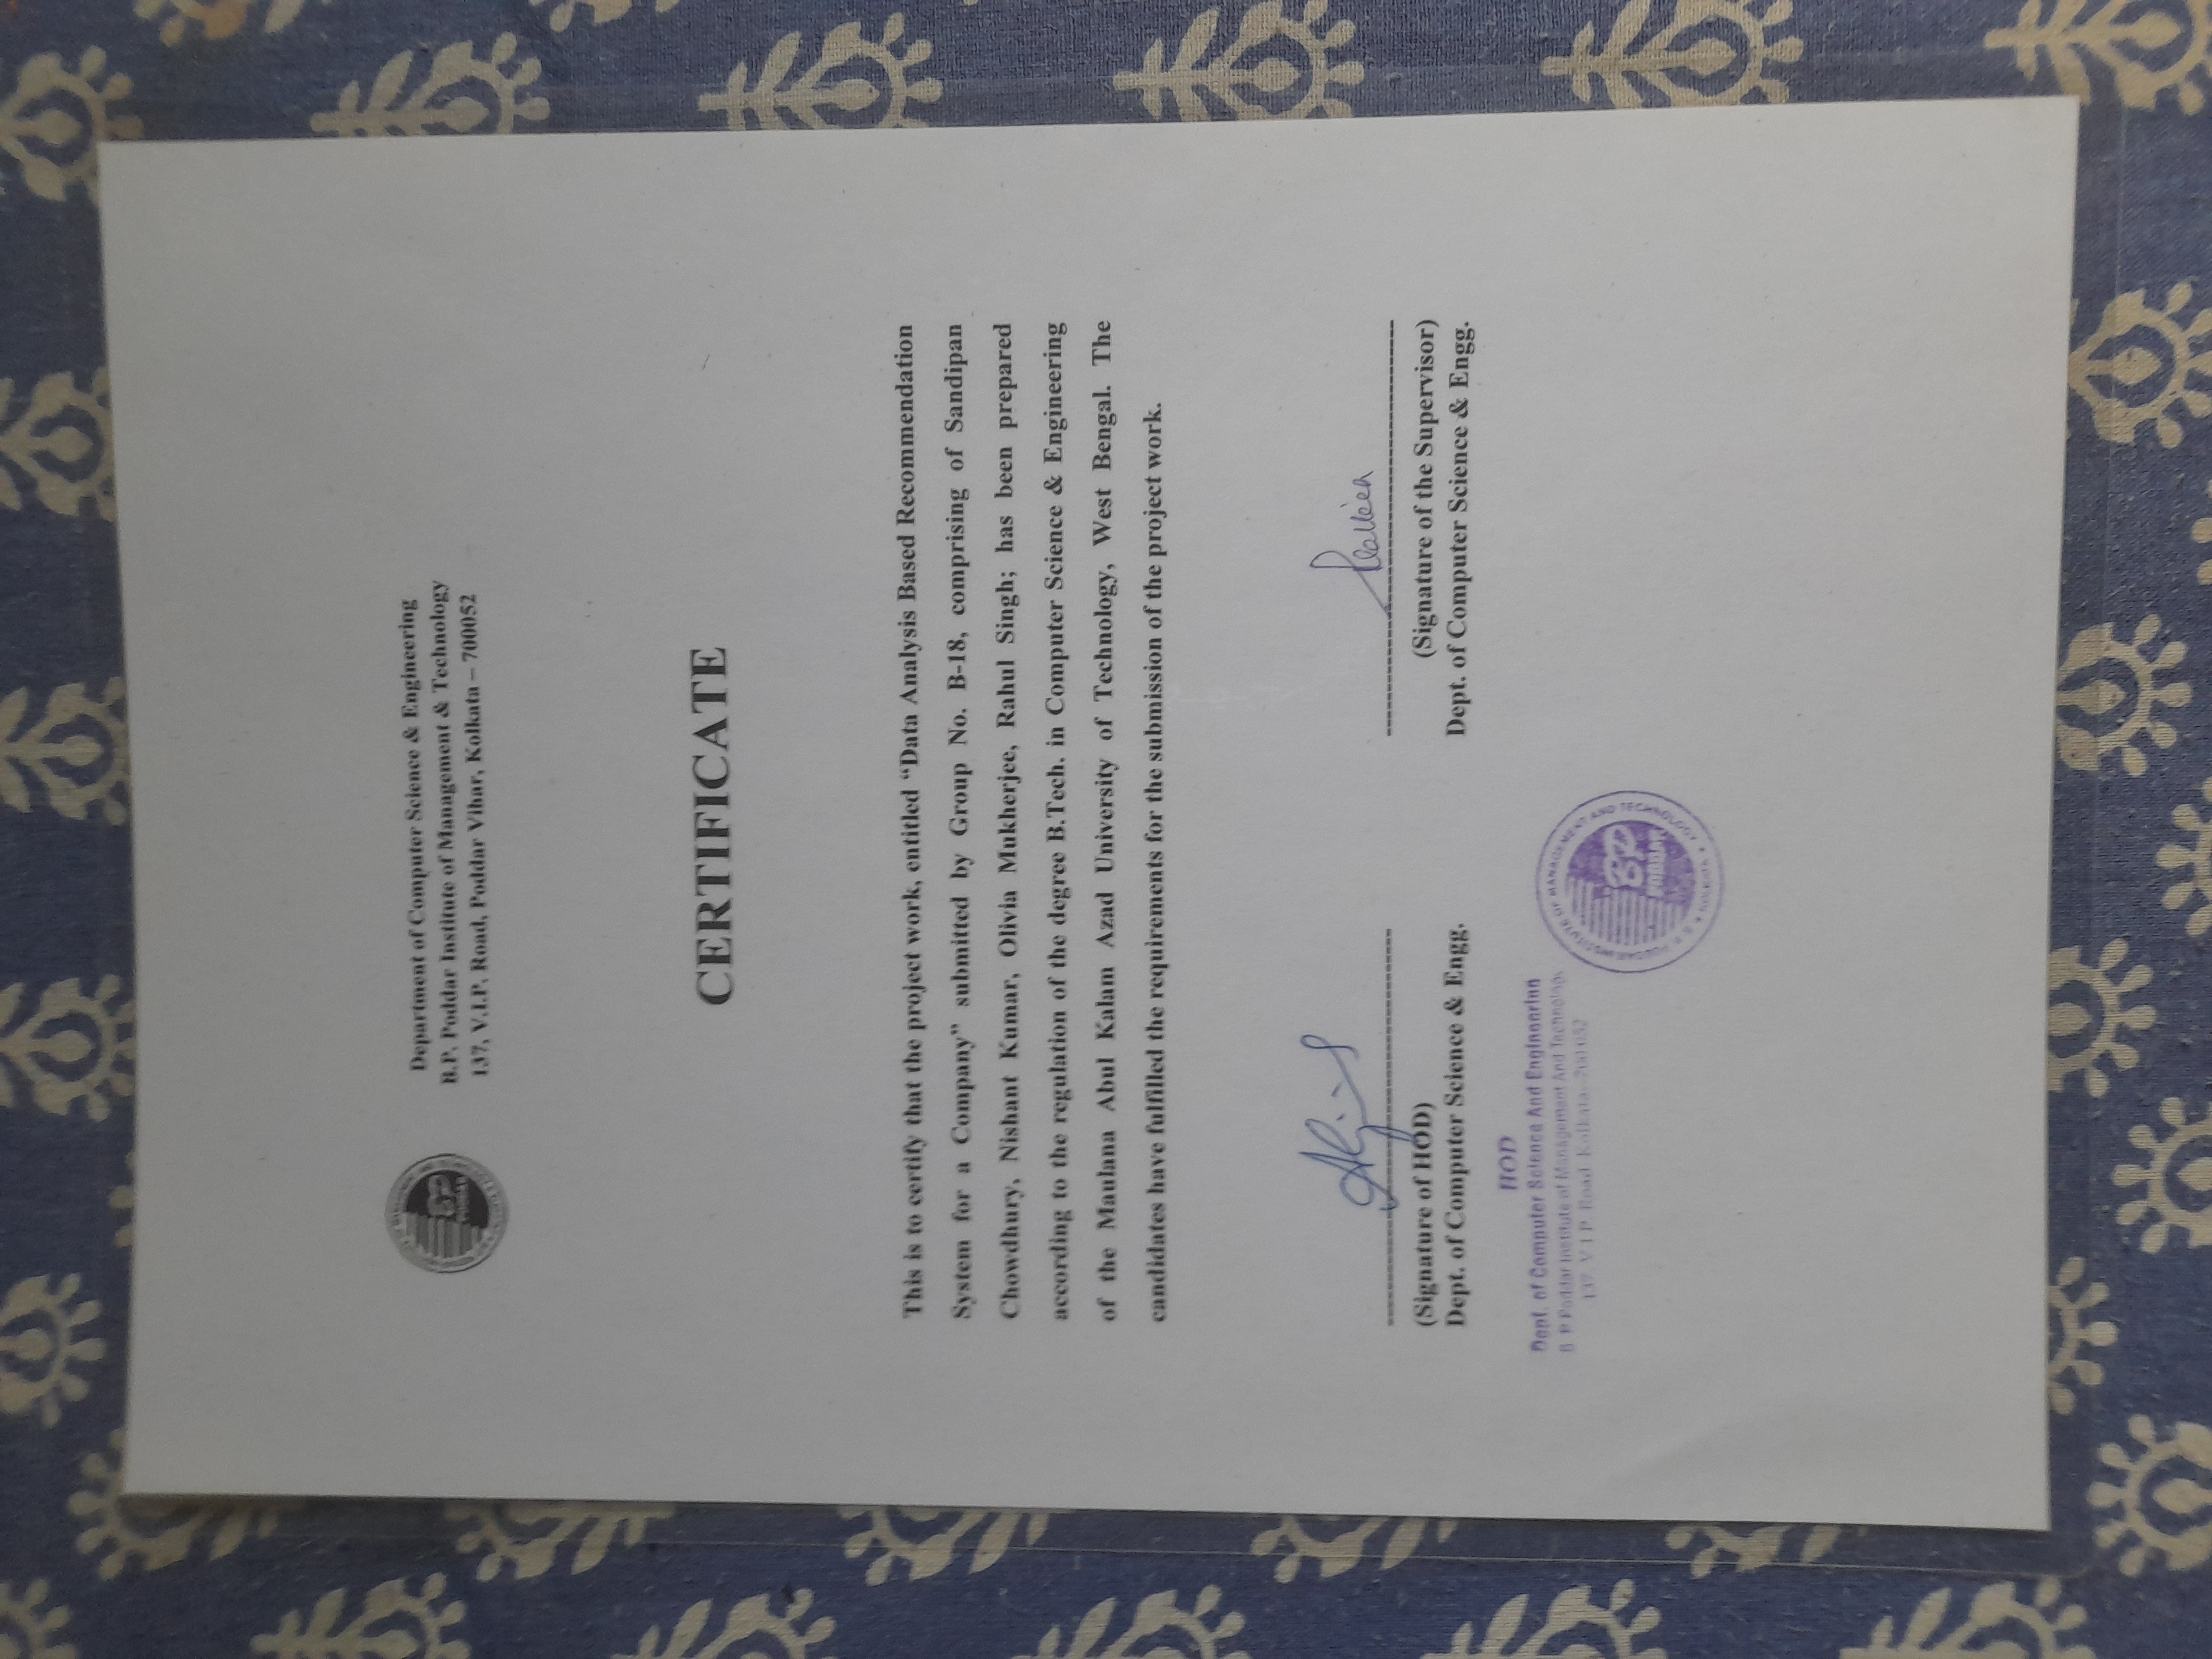 BP
PODDAR
Department of Computer Science & Engineering
B.P. Poddar Institute of Management & Technology
137, V.I.P. Road, Poddar Vihar, Kolkata – 700052
CERTIFICATE
This is to certify that the project work, entitled “Data Analysis Based Recommendation
System for a Company” submitted by Group No. B-18, comprising of Sandipan
Chowdhury, Nishant Kumar, Olivia Mukherjee, Rahul Singh; has been prepared
according to the regulation of the degree B.Tech. in Computer Science & Engineering
of the Maulana Abul Kalam Azad University of Technology, West Bengal. The
candidates have fulfilled the requirements for the submission of the project work.
(Signature of HOD)
Dept. of Computer Science & Engg.
(Signature of the Supervisor)
Dept. of Computer Science & Engg.
HOD
Dept. of Computer Science And Engineering
B. P. Poddar Institute of Management And Technology
137, V.I.P. Road, Kolkata-700 052
INSTITUTE OF MANAGEMENT AND TECHNOLOGY
BP
PODDAR
KOLKATA